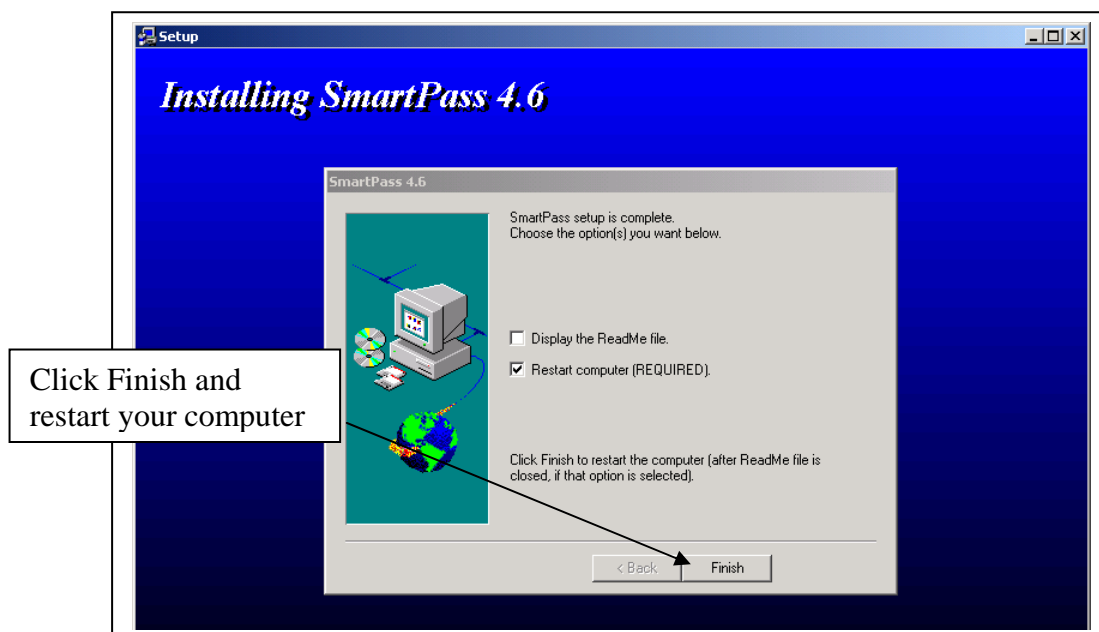 Setup
Installing SmartPass 4.6
SmartPass 4.6
SmartPass setup is complete.
Choose the option(s) you want below.
Display the ReadMe file.
Restart computer (REQUIRED).
Click Finish and
restart your computer
Click Finish to restart the computer (after ReadMe file is
closed, if that option is selected).
< Back
Finish